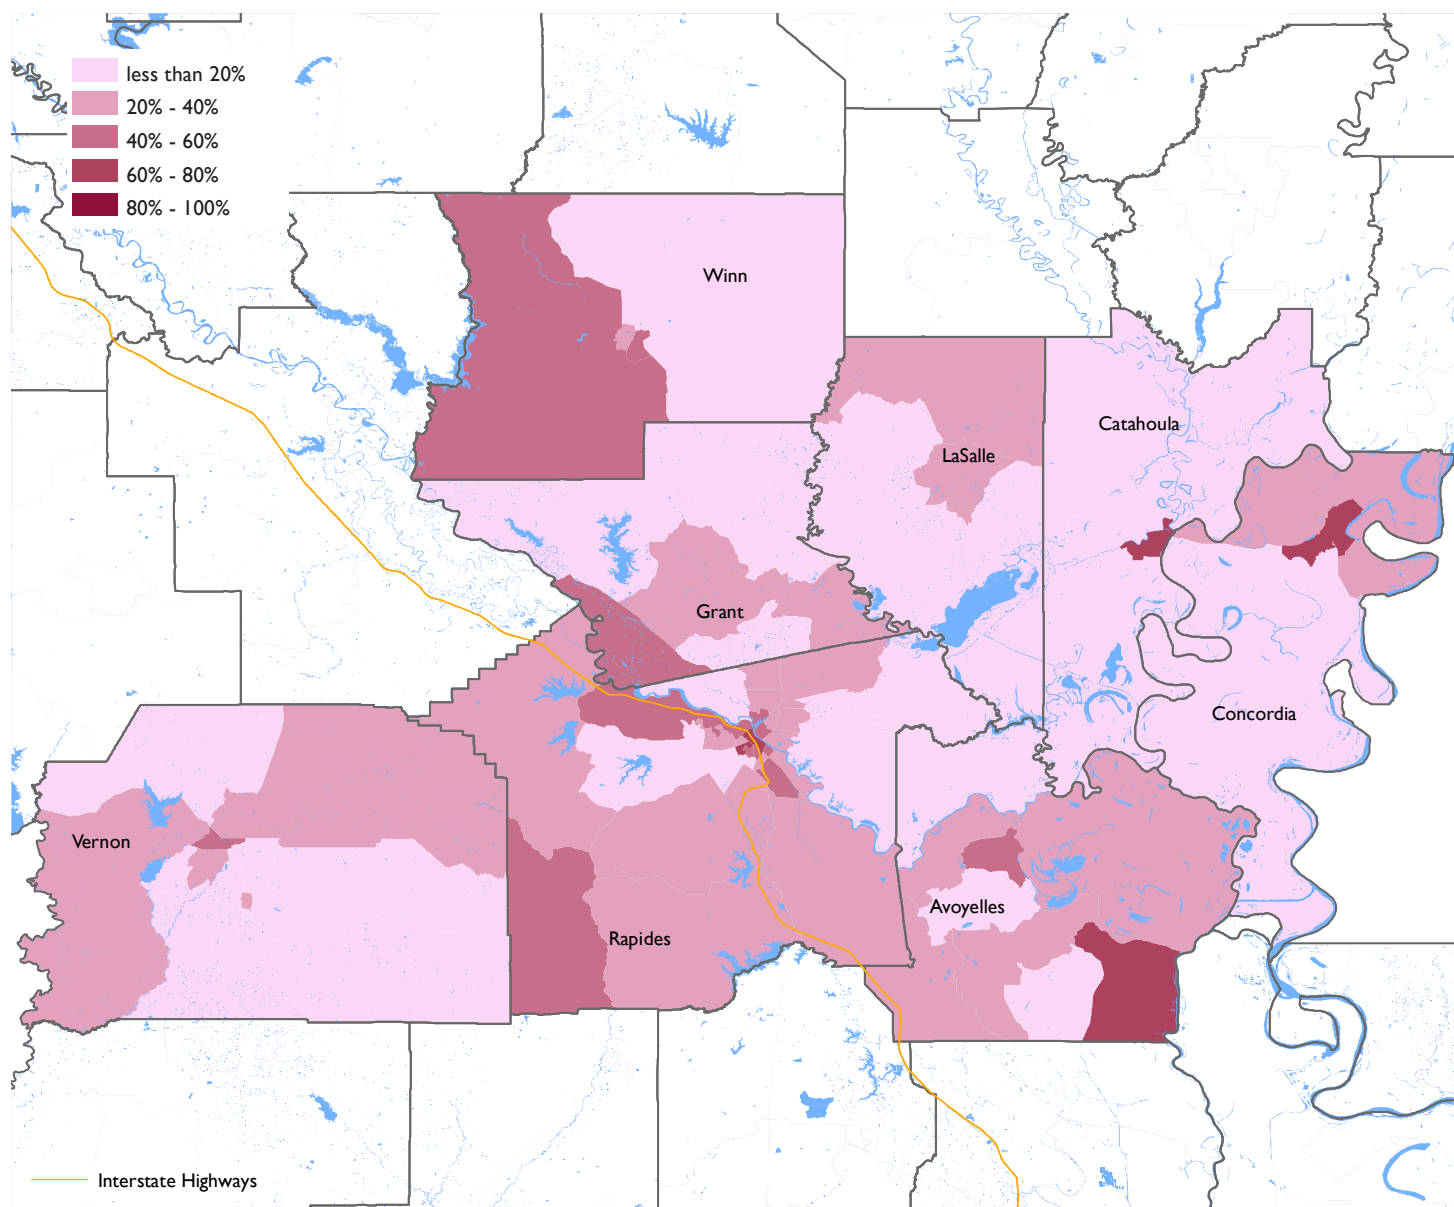 less than 20%
20% - 40%
40% - 60%
60% - 80%
80% - 100%
Winn
Catahoula
LaSalle
Grant
Concordia
Vernon
Avoyelles
Rapides
Interstate Highways